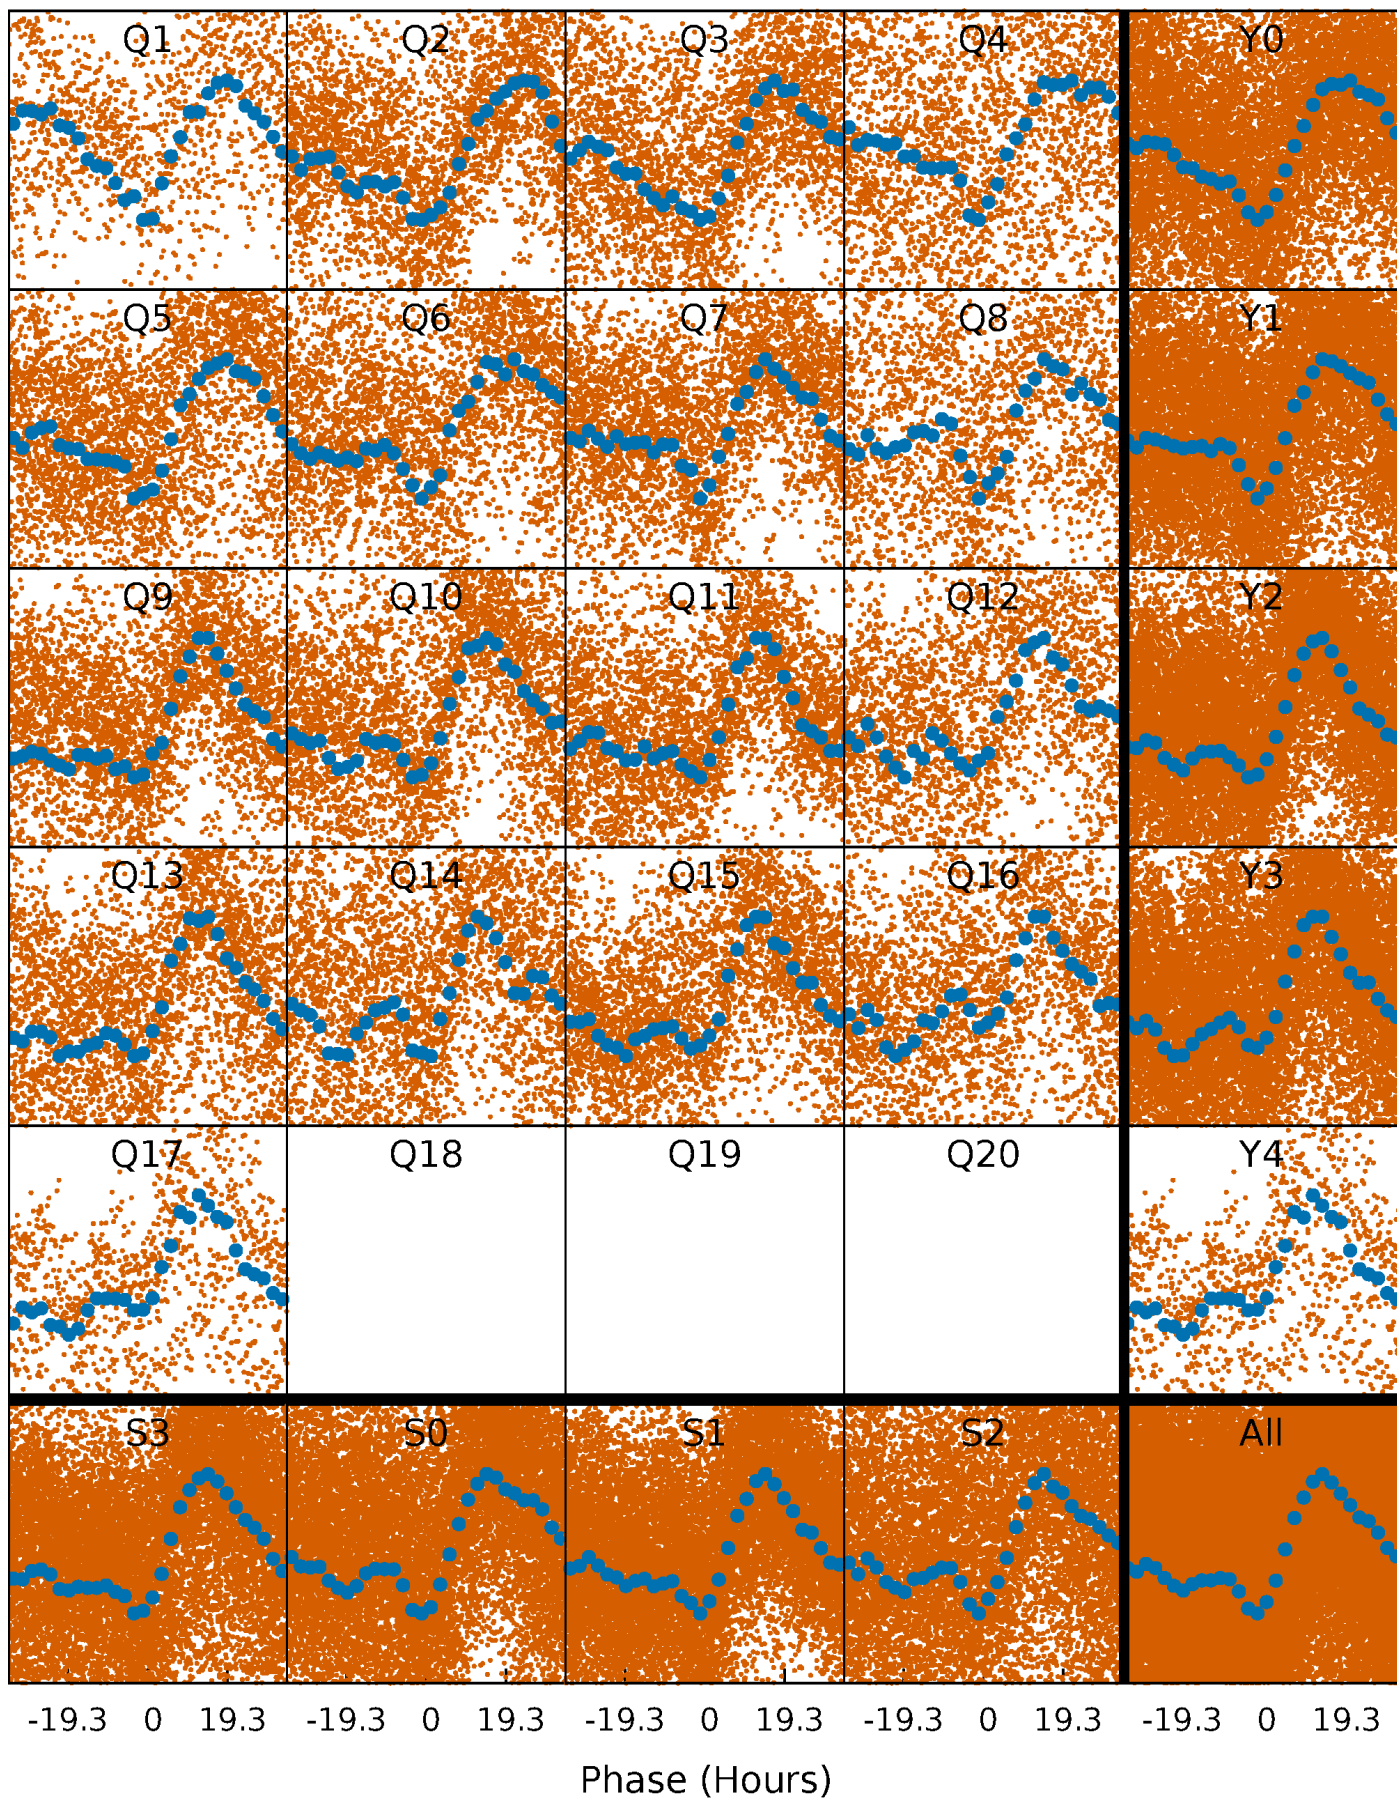 Q1 Q2 Q3 Q4 Y0
Q5 Q6 Q7 Q8 Y1
Q9 Q10 Q11 Q12 Y2
Q13 Q14 Q15 Q16 Y3
Q17 Q18 Q19 Q20 Y4
S3 S0 S1 S2 All
-19.3 0 19.3 -19.3 0 19.3 -19.3 0 19.3 -19.3 0 19.3 -19.3 0 19.3
Phase (Hours)